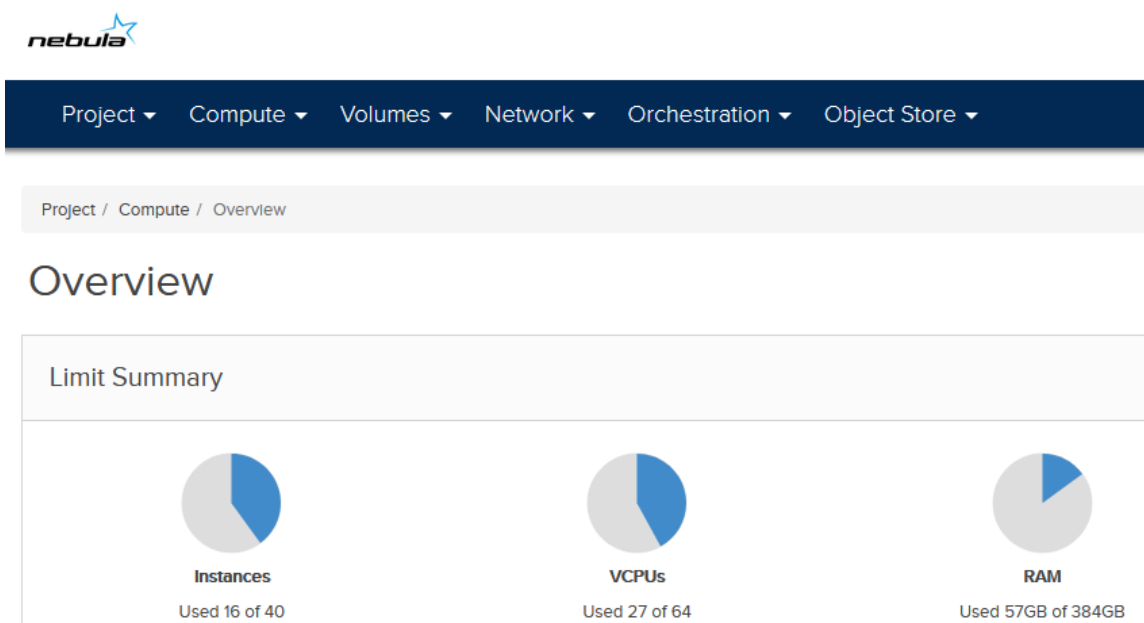 nebula
Project Compute Volumes Network Orchestration Object Store
Project / Compute / Overview
Overview
Limit Summary
Instances VCPUs RAM
Used 16 of 40 Used 27 of 64 Used 57GB of 384GB